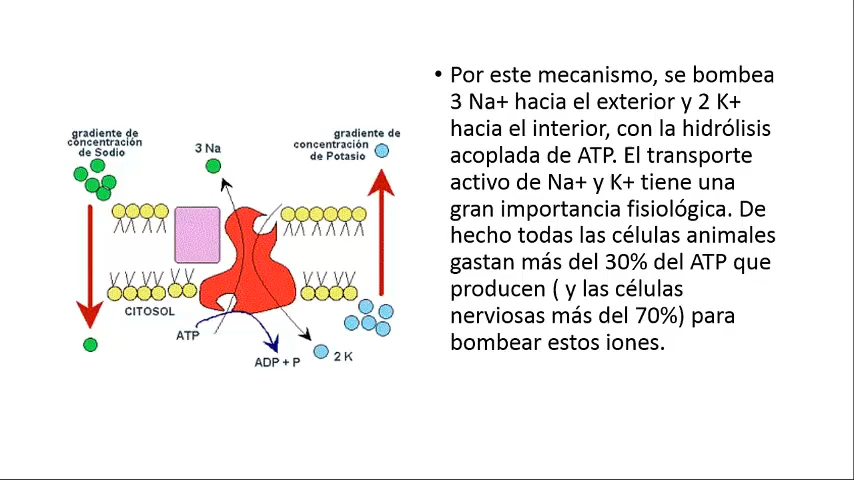 gradiente de
concentración
de Sodio
3 Na
gradiente de
concentración
de Potasio
CITOSOL
ATP
ADP + P
2 K
• Por este mecanismo, se bombea
3 Na+ hacia el exterior y 2 K+
hacia el interior, con la hidrólisis
acoplada de ATP. El transporte
activo de Na+ y K+ tiene una
gran importancia fisiológica. De
hecho todas las células animales
gastan más del 30% del ATP que
producen ( y las células
nerviosas más del 70%) para
bombear estos iones.